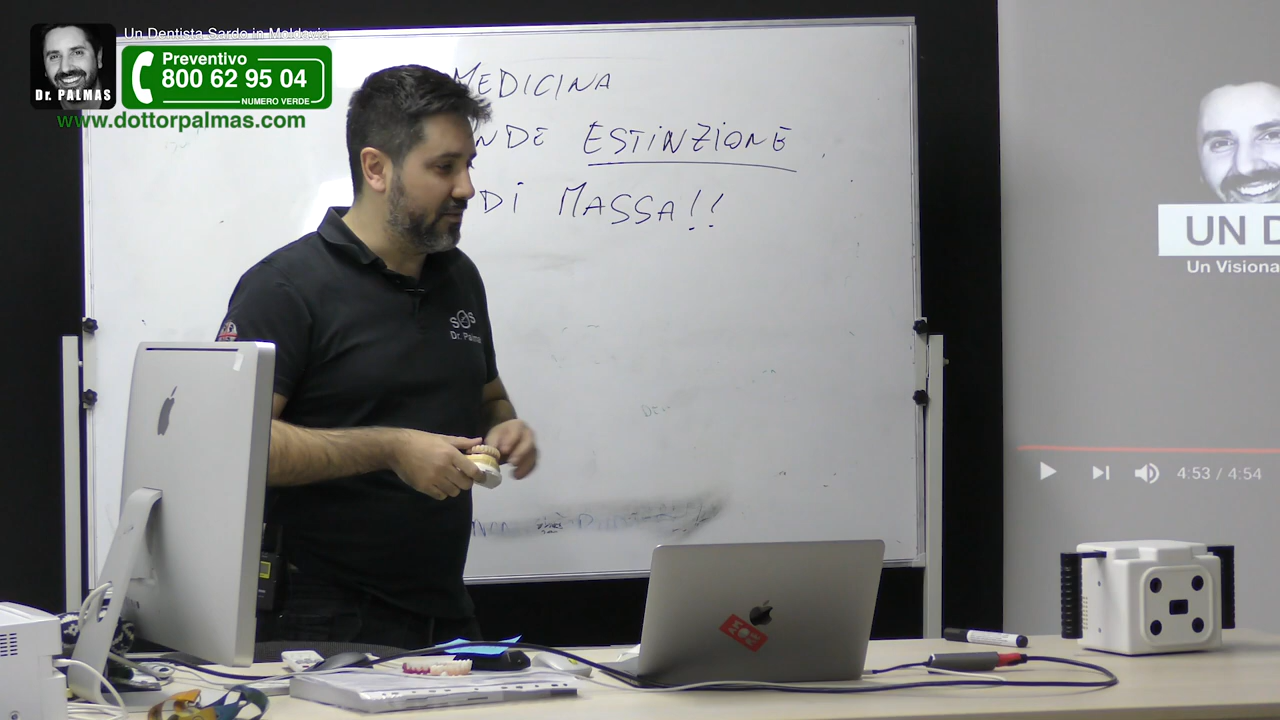 Un Dentista Sardo in Moldavia
Preventivo
800 62 95 04
NUMERO VERDE
Dr. PALMAS
www.dottorpalmas.com
MEDICINA
NDE ESTINZIONE
DI MASSA!!
SOS
Dr. Palmas
UN D
Un Visiona
4:53 / 4:54